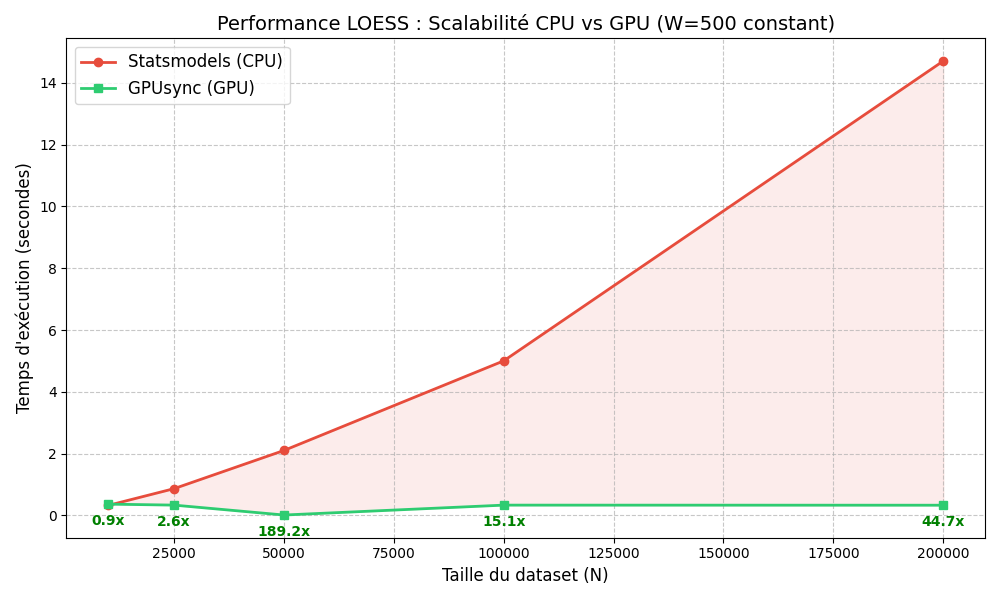 Performance LOESS : Scalabilité CPU vs GPU (W=500 constant)
Statsmodels (CPU)
GPUsync (GPU)
Temps d'exécution (secondes)
14
12
10
8
6
4
2
0
0.9x
2.6x
189.2x
15.1x
44.7x
25000
50000
75000
100000
125000
150000
175000
200000
Taille du dataset (N)